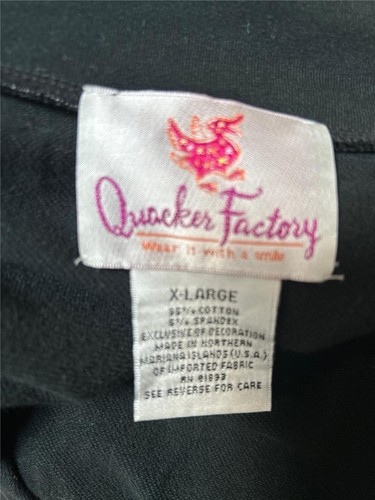 Quacker Factory
Wear it with a smile
X-LARGE
95% COTTON
5% SPANDEX
EXCLUSIVE OF DECORATION
MADE IN NORTHERN
MARIANA ISLANDS (U.S.A.)
OF IMPORTED FABRIC
RN 81893
SEE REVERSE FOR CARE